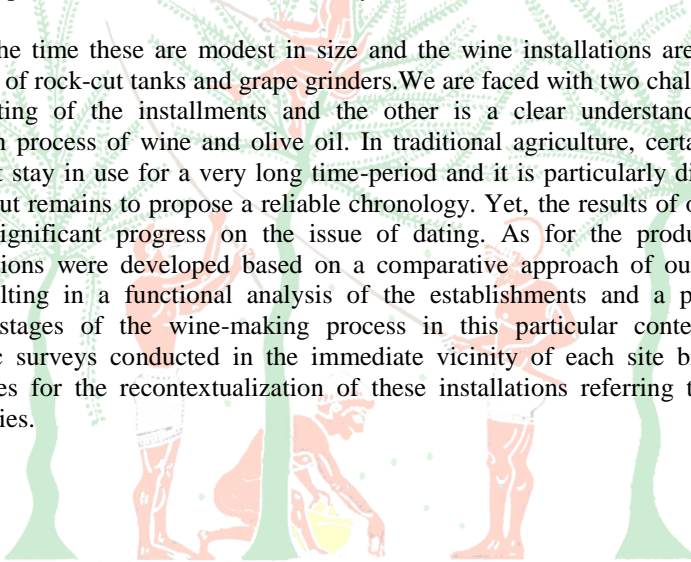 he time these are modest in size and the wine installations are
of rock-cut tanks and grape grinders.We are faced with two chal
ting of the installments and the other is a clear understand
n process of wine and olive oil. In traditional agriculture, certa
t stay in use for a very long time-period and it is particularly di
ut remains to propose a reliable chronology. Yet, the results of o
ignificant progress on the issue of dating. As for the produ
ions were developed based on a comparative approach of ou
lting in a functional analysis of the establishments and a p
stages of the wine-making process in this particular conte
c surveys conducted in the immediate vicinity of each site b
es for the recontextualization of these installations referring t
ies.